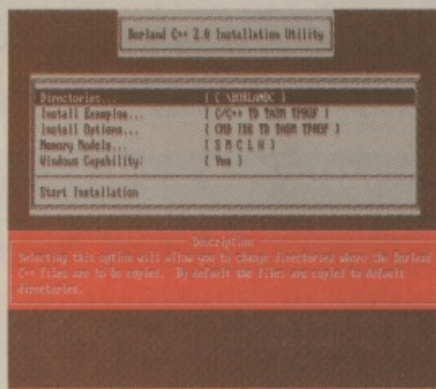 Borland C++ 2.0 Installation Utility
Directories... [ C:\BORLANDC ]
Install Examples... [ C/C++ TD TASM TPROF ]
Install Options... [ CMD IDE TD TASM TPROF ]
Memory Models... [ S M C L H ]
Windows Capability: [ Yes ]
Start Installation
Description
Selecting this option will allow you to change directories where the Borland
C++ files are to be copied. By default the files are copied to default
directories.